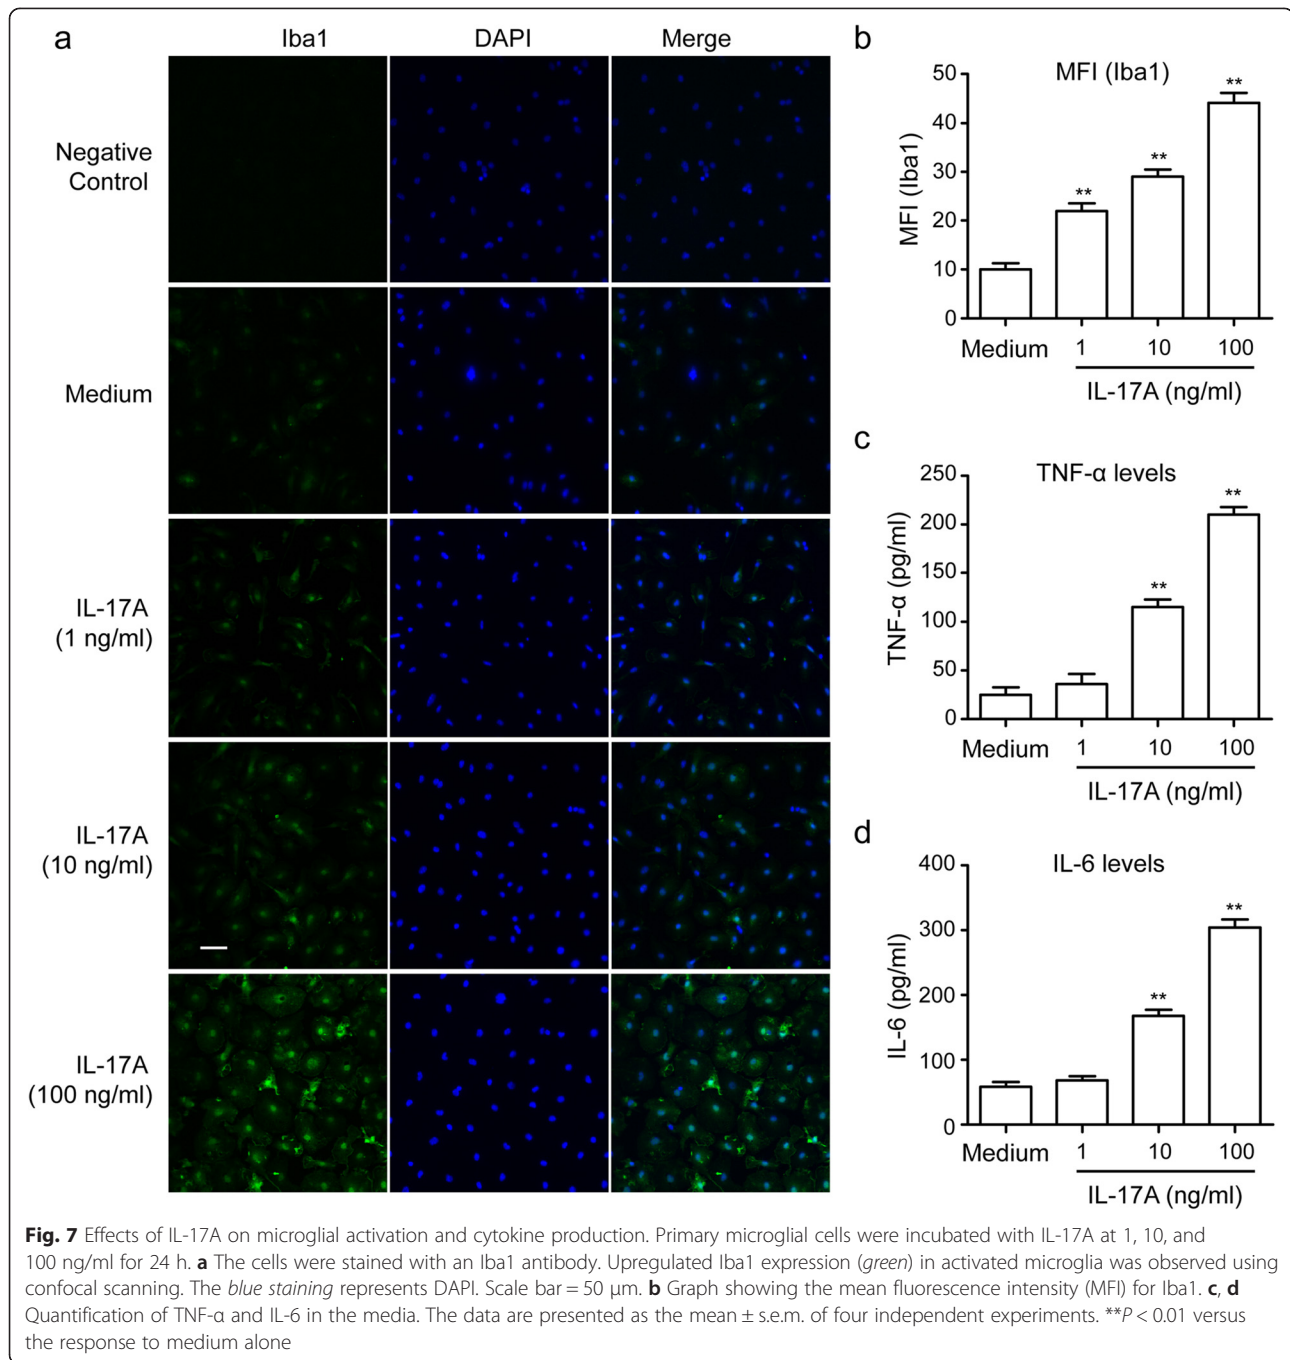 a
Iba1 DAPI Merge
Negative
Control
Medium
IL-17A
(1 ng/ml)
IL-17A
(10 ng/ml)
IL-17A
(100 ng/ml)
b
MFI (Iba1)
MFI (Iba1)
50
40
30
20
10
0
**
**
**
Medium 1 10 100
IL-17A (ng/ml)
c
TNF-α levels
TNF-α (pg/ml)
250
200
150
100
50
0
**
**
Medium 1 10 100
IL-17A (ng/ml)
d
IL-6 levels
IL-6 (pg/ml)
400
300
200
100
0
**
**
Medium 1 10 100
IL-17A (ng/ml)
Fig. 7 Effects of IL-17A on microglial activation and cytokine production. Primary microglial cells were incubated with IL-17A at 1, 10, and
100 ng/ml for 24 h. a The cells were stained with an Iba1 antibody. Upregulated Iba1 expression (green) in activated microglia was observed using
confocal scanning. The blue staining represents DAPI. Scale bar = 50 μm. b Graph showing the mean fluorescence intensity (MFI) for Iba1. c, d
Quantification of TNF-α and IL-6 in the media. The data are presented as the mean ± s.e.m. of four independent experiments. **P < 0.01 versus
the response to medium alone